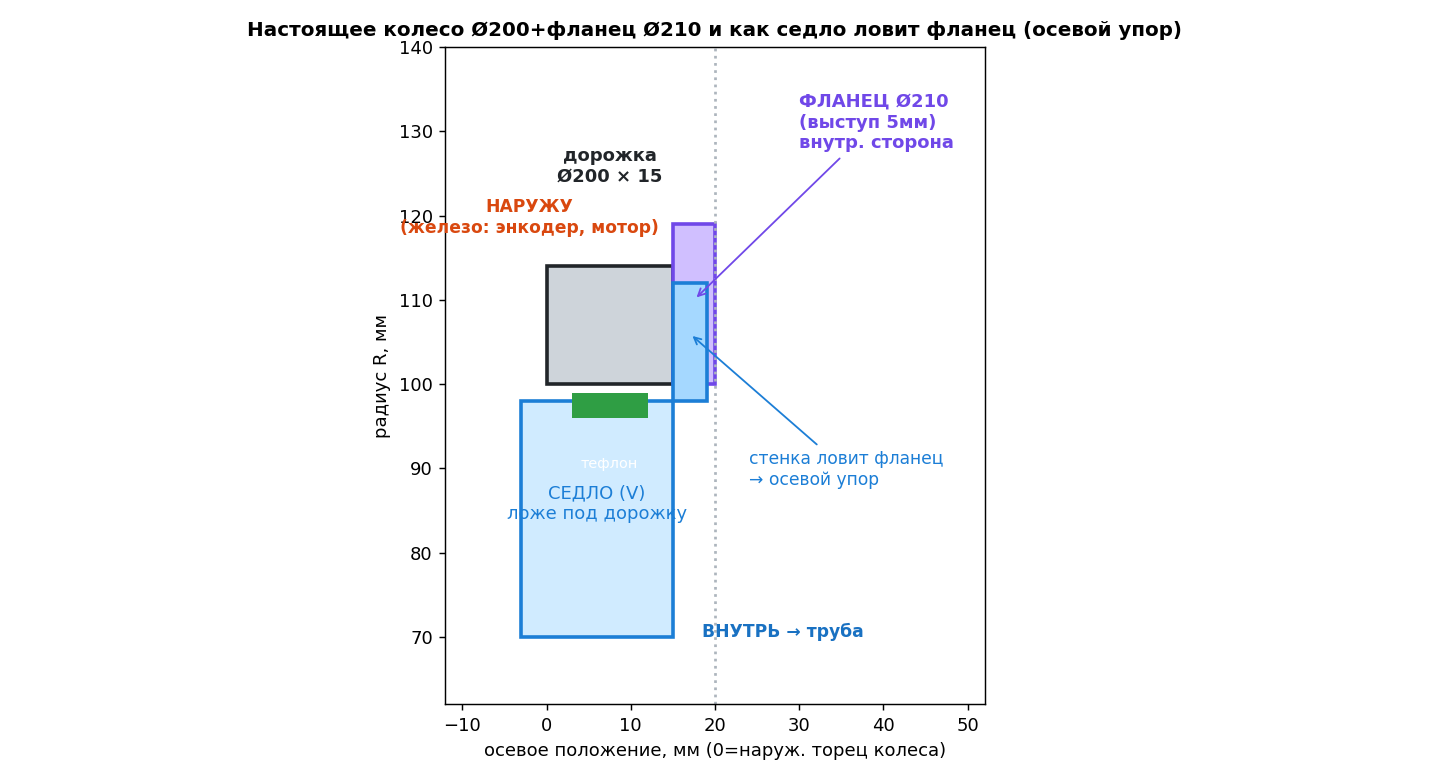 Настоящее колесо Ø200+фланец Ø210 и как седло ловит фланец (осевой упор)
140
130
120
110
100
90
80
70
радиус R, мм
ФЛАНЕЦ Ø210
(выступ 5мм)
внутр. сторона
дорожка
Ø200 × 15
НАРУЖУ
(железо: энкодер, мотор)
стенка ловит фланец
→ осевой упор
тефлон
СЕДЛО (V)
ложе под дорожку
ВНУТРЬ → труба
−10 0 10 20 30 40 50
осевое положение, мм (0=наруж. торец колеса)